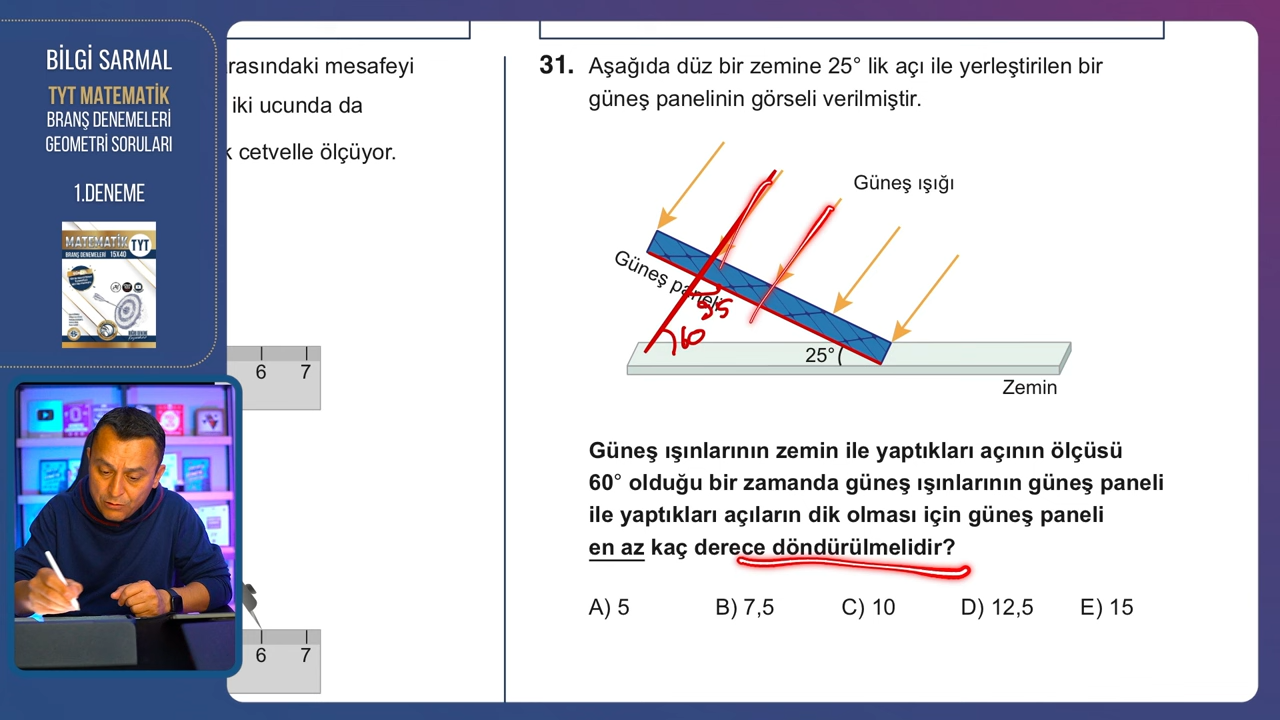 BİLGİ SARMAL
TYT MATEMATİK
BRANŞ DENEMELERİ
GEOMETRİ SORULARI
1.DENEME
MATEMATİK TYT
BRANŞ DENEMELERİ 15X40
rasındaki mesafeyi
iki ucunda da
k cetvelle ölçüyor.
6 7
6 7
31. Aşağıda düz bir zemine 25° lik açı ile yerleştirilen bir
güneş panelinin görseli verilmiştir.
Güneş ışığı
Güneş paneli
55
60
25°
Zemin
Güneş ışınlarının zemin ile yaptıkları açının ölçüsü
60° olduğu bir zamanda güneş ışınlarının güneş paneli
ile yaptıkları açıların dik olması için güneş paneli
en az kaç derece döndürülmelidir?
A) 5 B) 7,5 C) 10 D) 12,5 E) 15